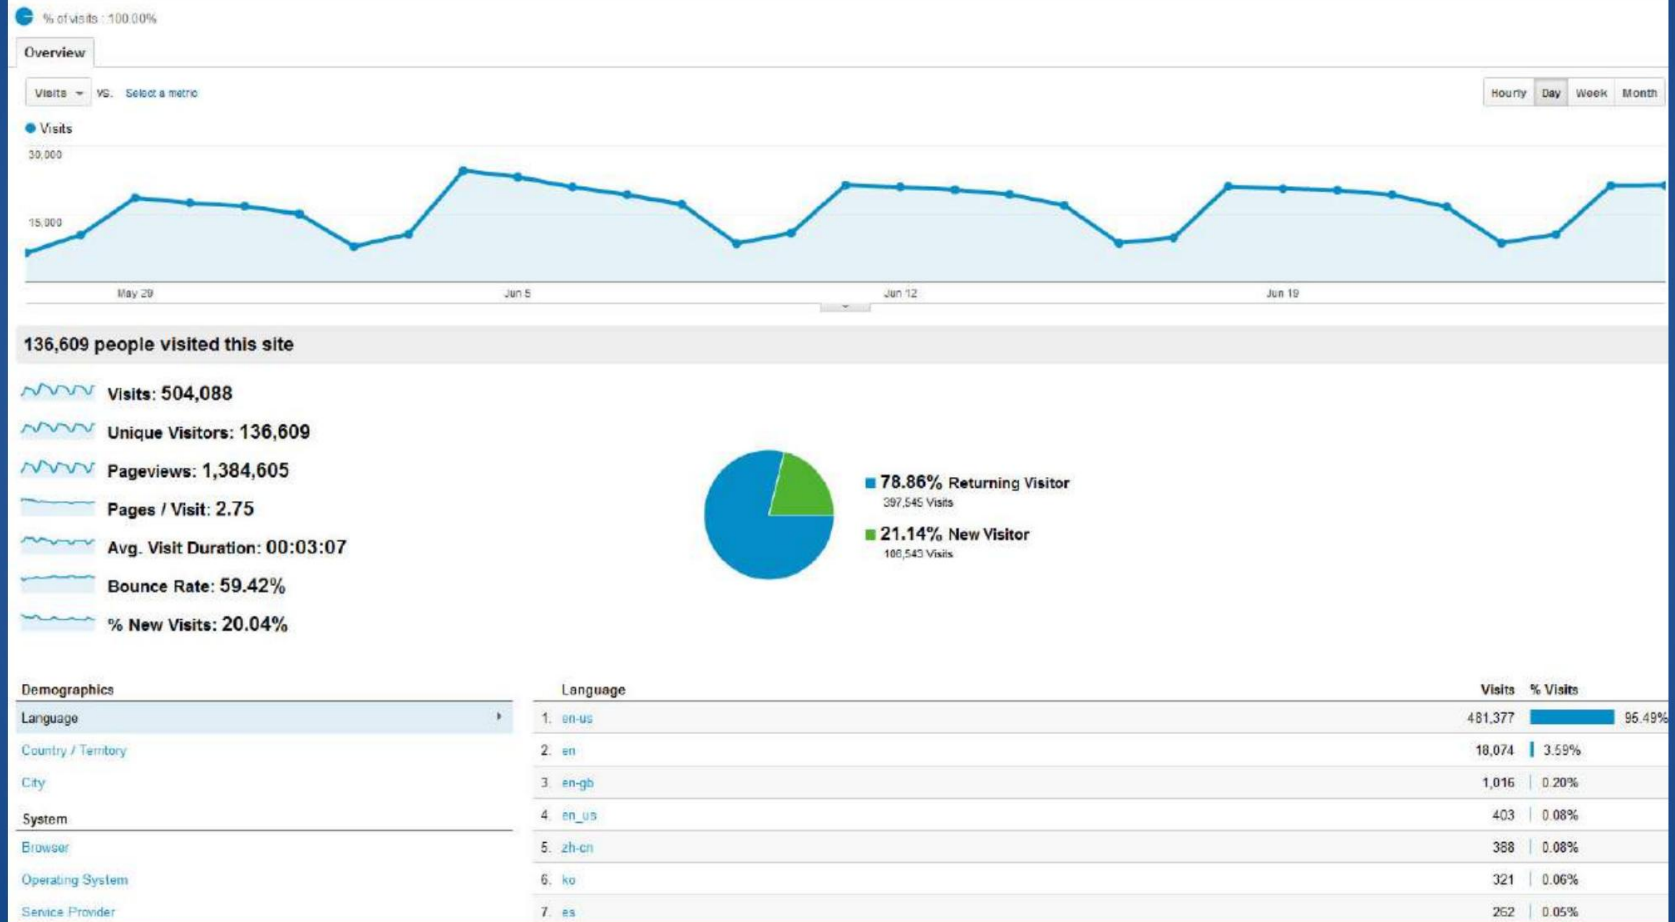 % of visits : 100.00%
Overview
Visits VS. Select a metric
Hourly Day Week Month
Visits
30,000
15,000
May 29 Jun 5 Jun 12 Jun 19
136,609 people visited this site
Visits: 504,088
Unique Visitors: 136,609
Pageviews: 1,384,605
Pages / Visit: 2.75
Avg. Visit Duration: 00:03:07
Bounce Rate: 59.42%
% New Visits: 20.04%
78.86% Returning Visitor
397,545 Visits
21.14% New Visitor
106,543 Visits
Demographics
Language
Country / Territory
City
System
Browser
Operating System
Service Provider
Language Visits % Visits
1. en-us 481,377 95.49%
2. en 18,074 3.59%
3. en-gb 1,016 0.20%
4. en_us 403 0.08%
5. zh-cn 388 0.08%
6. ko 321 0.06%
7. es 262 0.05%